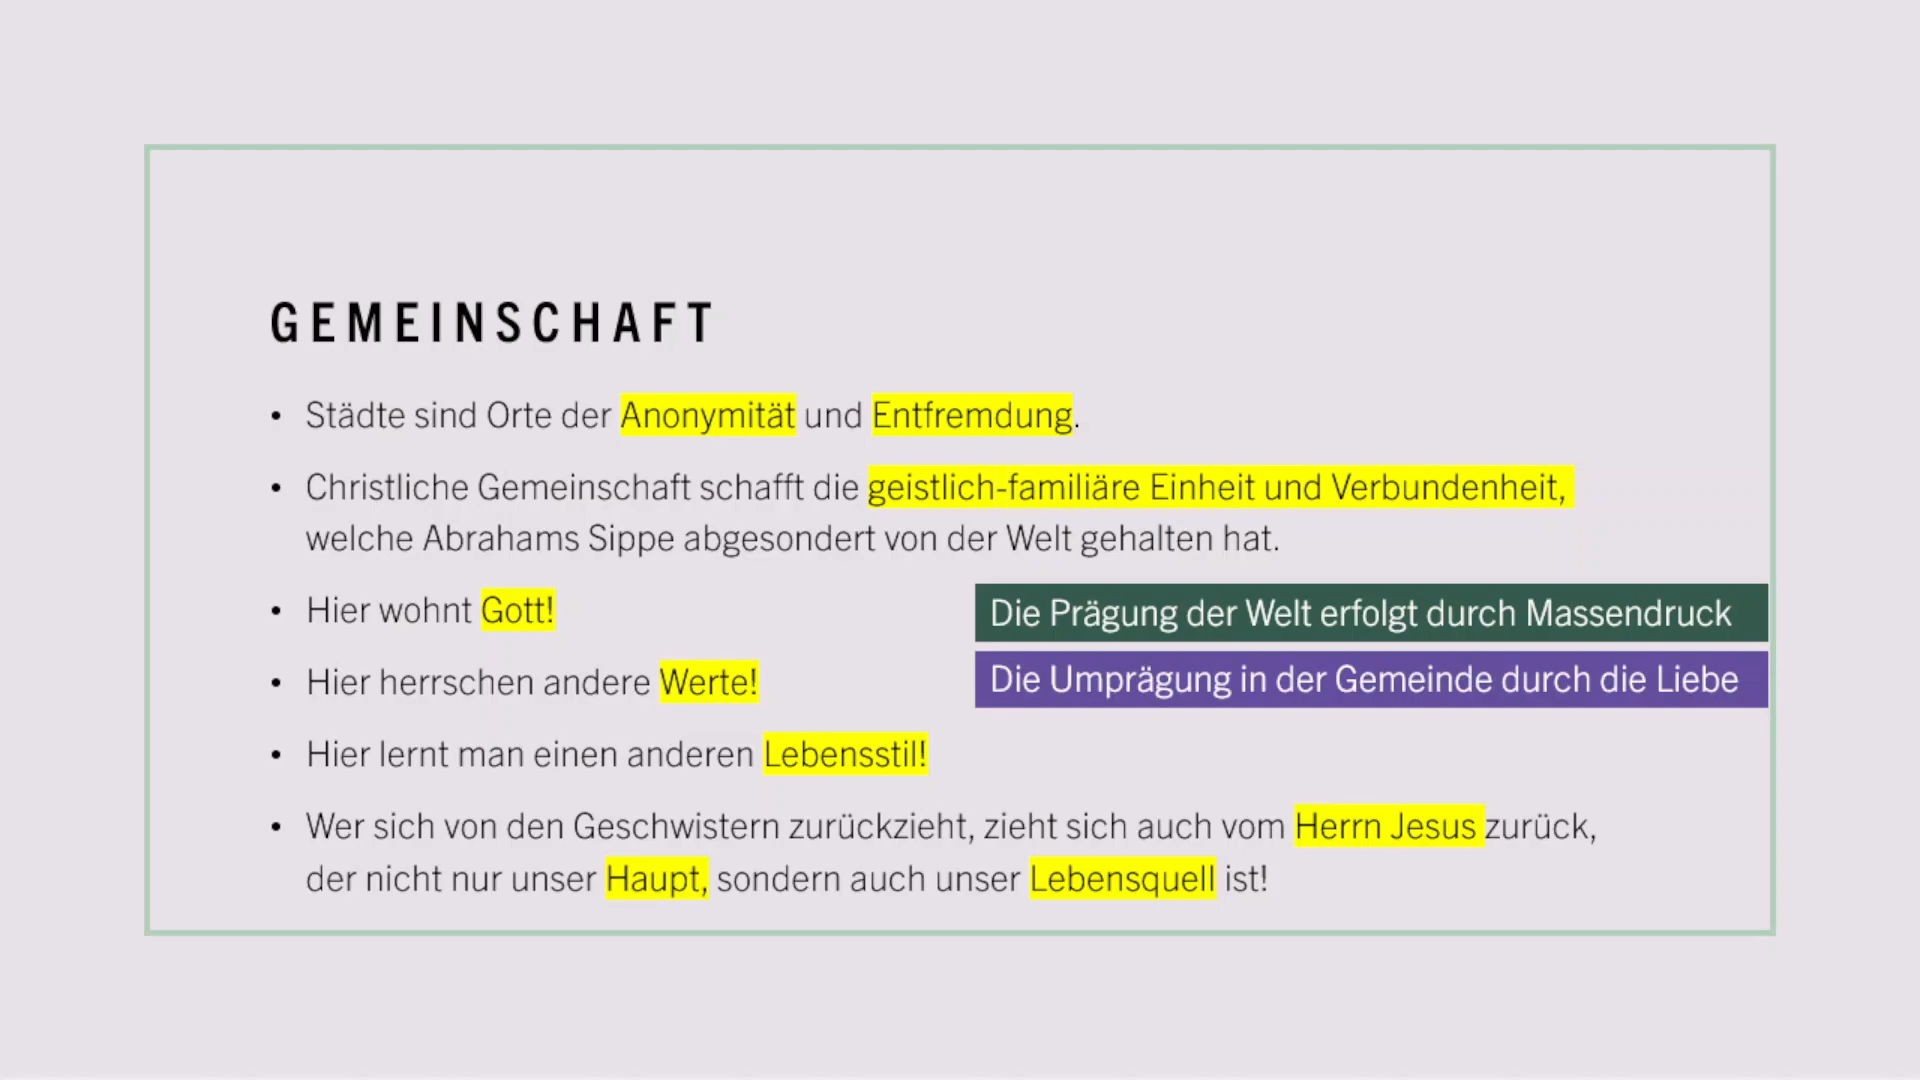 GEMEINSCHAFT
• Städte sind Orte der Anonymität und Entfremdung.
• Christliche Gemeinschaft schafft die geistlich-familiäre Einheit und Verbundenheit,
welche Abrahams Sippe abgesondert von der Welt gehalten hat.
• Hier wohnt Gott!
Die Prägung der Welt erfolgt durch Massendruck
• Hier herrschen andere Werte!
Die Umprägung in der Gemeinde durch die Liebe
• Hier lernt man einen anderen Lebensstil!
• Wer sich von den Geschwistern zurückzieht, zieht sich auch vom Herrn Jesus zurück,
der nicht nur unser Haupt, sondern auch unser Lebensquell ist!